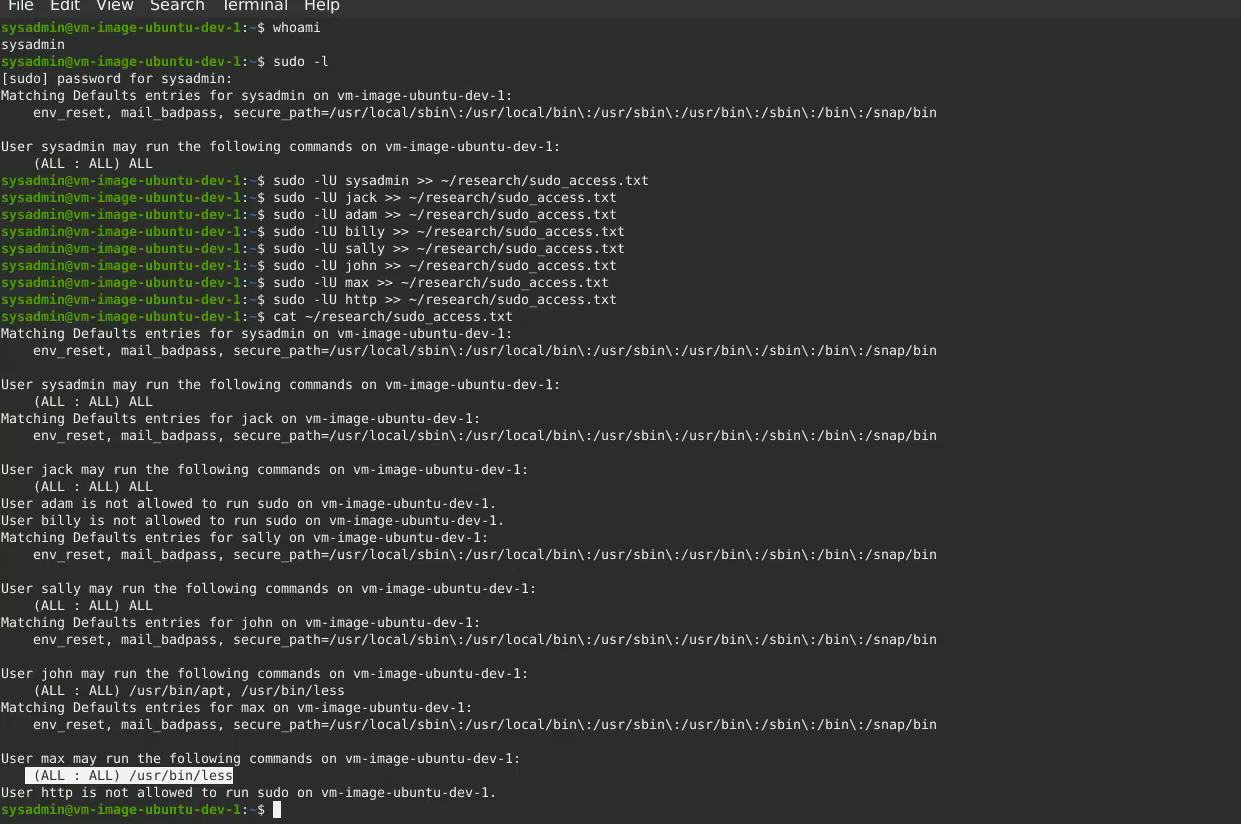 File Edit View Search Terminal Help
sysadmin@vm-image-ubuntu-dev-1:~$ whoami
sysadmin
sysadmin@vm-image-ubuntu-dev-1:~$ sudo -l
[sudo] password for sysadmin:
Matching Defaults entries for sysadmin on vm-image-ubuntu-dev-1:
    env_reset, mail_badpass, secure_path=/usr/local/sbin\:/usr/local/bin\:/usr/sbin\:/usr/bin\:/sbin\:/bin\:/snap/bin

User sysadmin may run the following commands on vm-image-ubuntu-dev-1:
    (ALL : ALL) ALL
sysadmin@vm-image-ubuntu-dev-1:~$ sudo -lU sysadmin >> ~/research/sudo_access.txt
sysadmin@vm-image-ubuntu-dev-1:~$ sudo -lU jack >> ~/research/sudo_access.txt
sysadmin@vm-image-ubuntu-dev-1:~$ sudo -lU adam >> ~/research/sudo_access.txt
sysadmin@vm-image-ubuntu-dev-1:~$ sudo -lU billy >> ~/research/sudo_access.txt
sysadmin@vm-image-ubuntu-dev-1:~$ sudo -lU sally >> ~/research/sudo_access.txt
sysadmin@vm-image-ubuntu-dev-1:~$ sudo -lU john >> ~/research/sudo_access.txt
sysadmin@vm-image-ubuntu-dev-1:~$ sudo -lU max >> ~/research/sudo_access.txt
sysadmin@vm-image-ubuntu-dev-1:~$ sudo -lU http >> ~/research/sudo_access.txt
sysadmin@vm-image-ubuntu-dev-1:~$ cat ~/research/sudo_access.txt
Matching Defaults entries for sysadmin on vm-image-ubuntu-dev-1:
    env_reset, mail_badpass, secure_path=/usr/local/sbin\:/usr/local/bin\:/usr/sbin\:/usr/bin\:/sbin\:/bin\:/snap/bin

User sysadmin may run the following commands on vm-image-ubuntu-dev-1:
    (ALL : ALL) ALL
Matching Defaults entries for jack on vm-image-ubuntu-dev-1:
    env_reset, mail_badpass, secure_path=/usr/local/sbin\:/usr/local/bin\:/usr/sbin\:/usr/bin\:/sbin\:/bin\:/snap/bin

User jack may run the following commands on vm-image-ubuntu-dev-1:
    (ALL : ALL) ALL
User adam is not allowed to run sudo on vm-image-ubuntu-dev-1.
User billy is not allowed to run sudo on vm-image-ubuntu-dev-1.
Matching Defaults entries for sally on vm-image-ubuntu-dev-1:
    env_reset, mail_badpass, secure_path=/usr/local/sbin\:/usr/local/bin\:/usr/sbin\:/usr/bin\:/sbin\:/bin\:/snap/bin

User sally may run the following commands on vm-image-ubuntu-dev-1:
    (ALL : ALL) ALL
Matching Defaults entries for john on vm-image-ubuntu-dev-1:
    env_reset, mail_badpass, secure_path=/usr/local/sbin\:/usr/local/bin\:/usr/sbin\:/usr/bin\:/sbin\:/bin\:/snap/bin

User john may run the following commands on vm-image-ubuntu-dev-1:
    (ALL : ALL) /usr/bin/apt, /usr/bin/less
Matching Defaults entries for max on vm-image-ubuntu-dev-1:
    env_reset, mail_badpass, secure_path=/usr/local/sbin\:/usr/local/bin\:/usr/sbin\:/usr/bin\:/sbin\:/bin\:/snap/bin

User max may run the following commands on vm-image-ubuntu-dev-1:
    (ALL : ALL) /usr/bin/less
User http is not allowed to run sudo on vm-image-ubuntu-dev-1.
sysadmin@vm-image-ubuntu-dev-1:~$